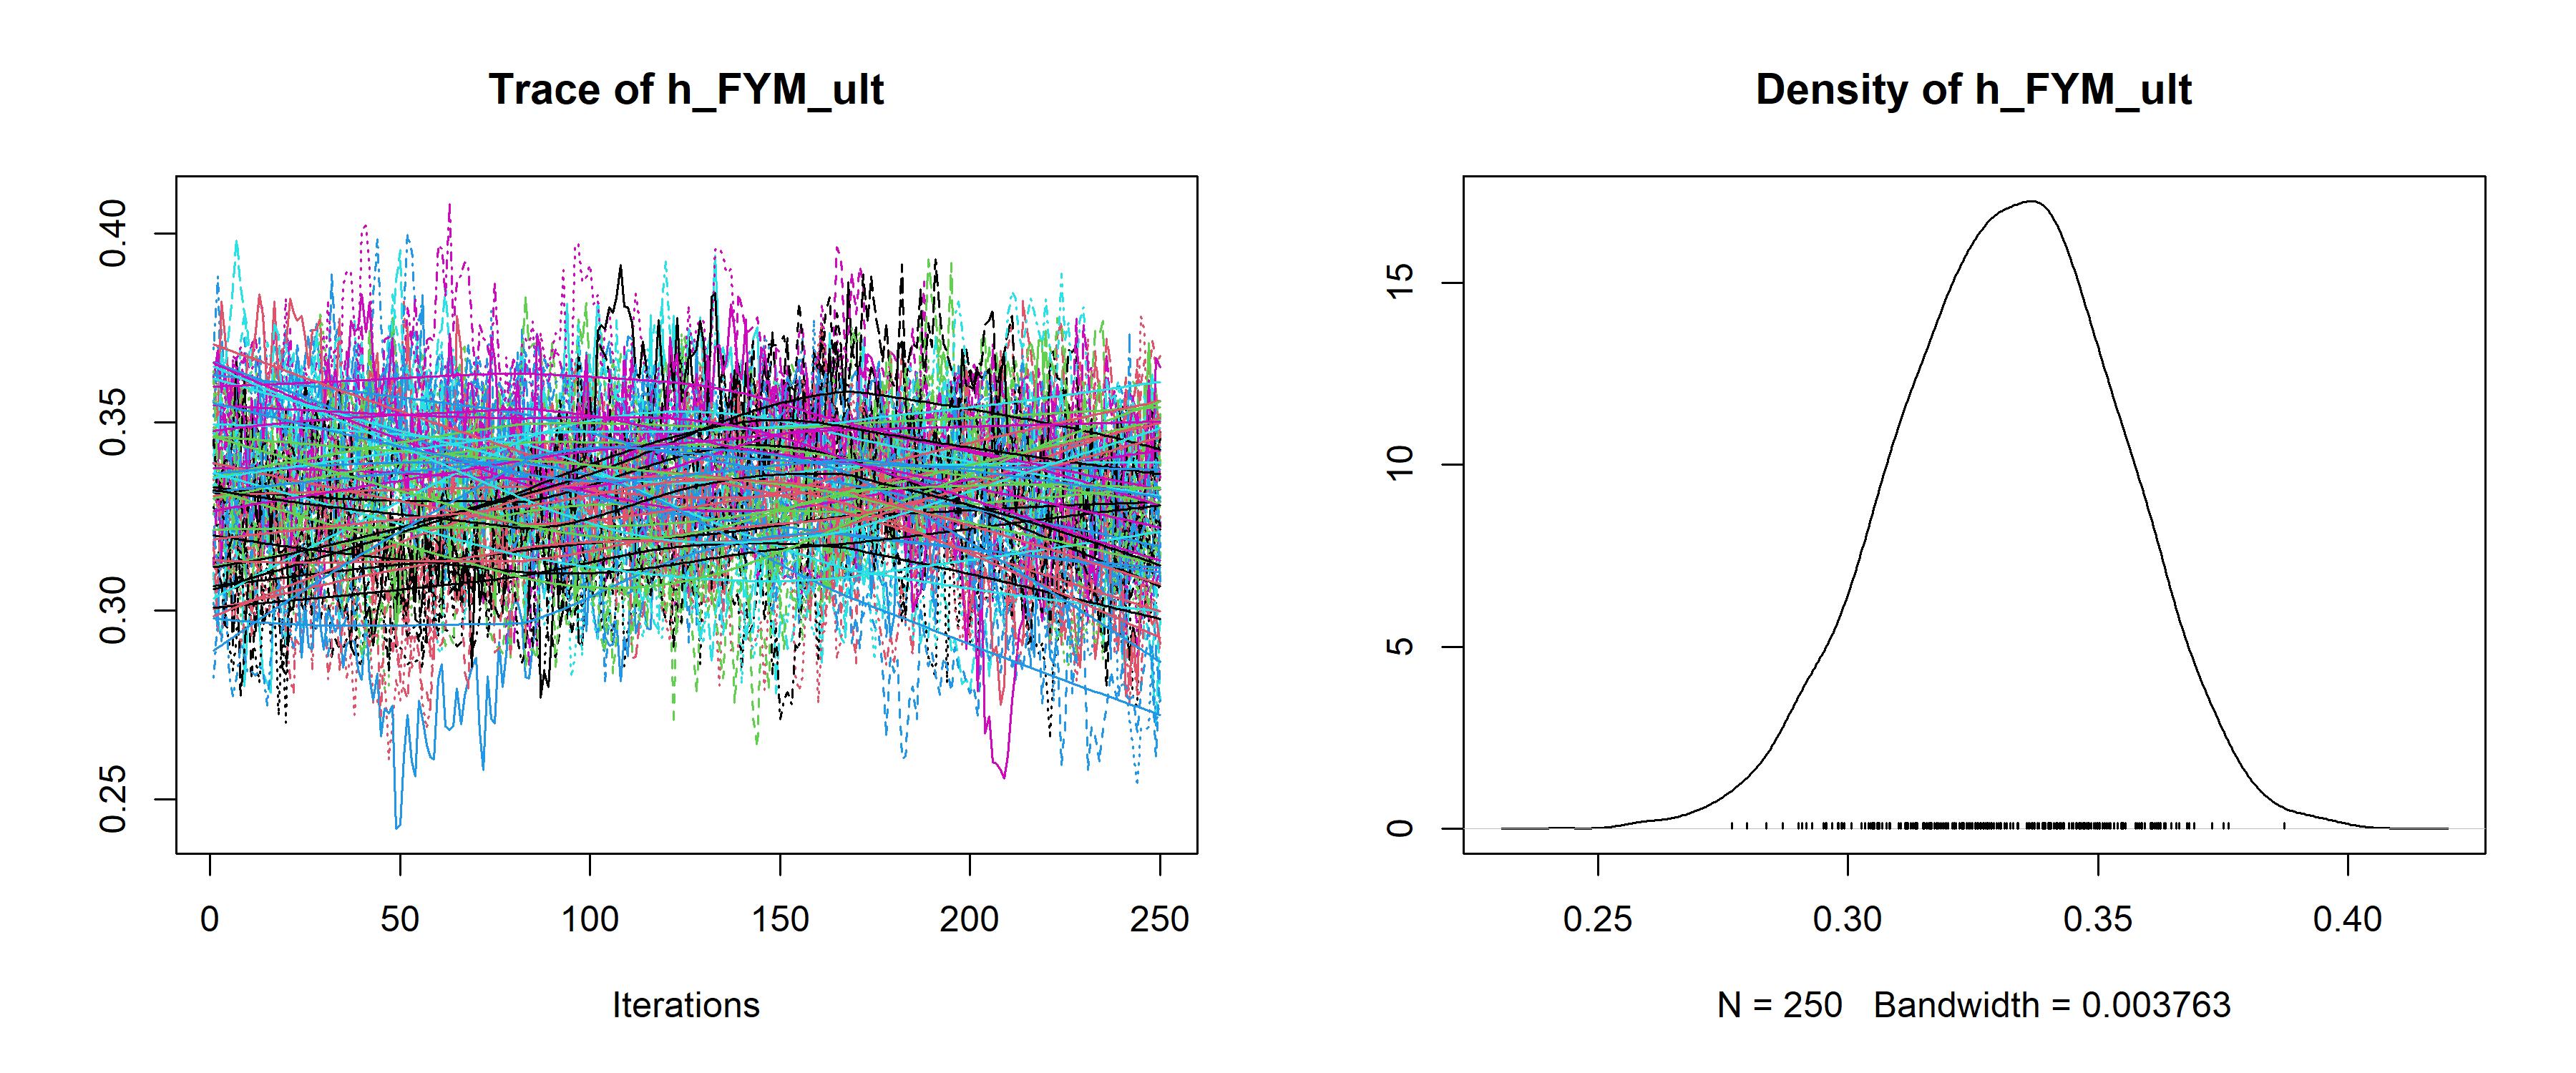 Trace of h_FYM_ult
0.40
0.35
0.30
0.25
0 50 100 150 200 250
Iterations
Density of h_FYM_ult
15
10
5
0
0.25 0.30 0.35 0.40
N = 250 Bandwidth = 0.003763